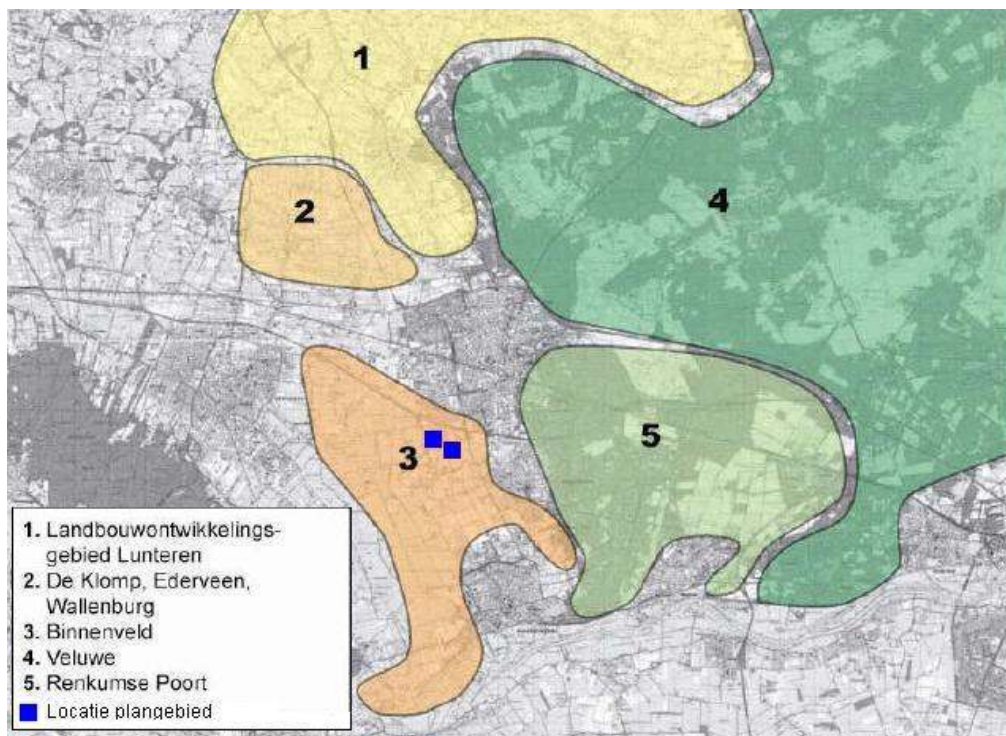 1
2
4
3
5
1. Landbouwontwikkelings-
gebied Lunteren
2. De Klomp, Ederveen,
Wallenburg
3. Binnenveld
4. Veluwe
5. Renkumse Poort
Locatie plangebied